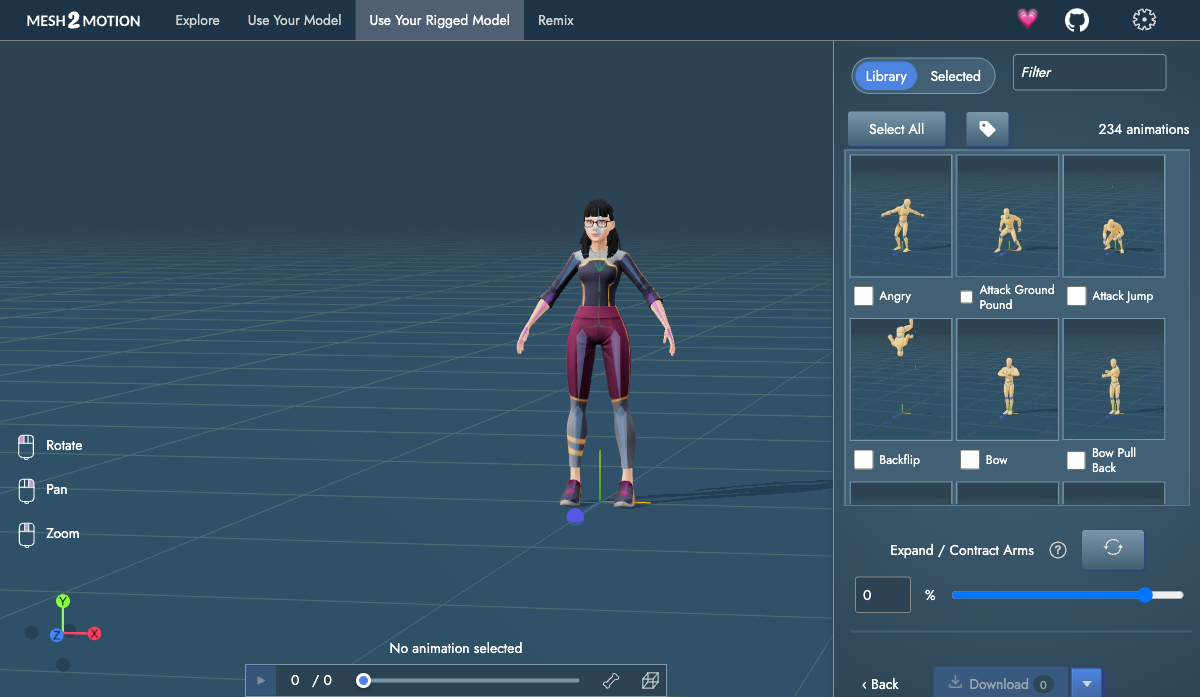 MESH2MOTION
Explore
Use Your Model
Use Your Rigged Model
Remix
Library
Selected
Filter
Select All
234 animations
Angry
Attack Ground
Pound
Attack Jump
Backflip
Bow
Bow Pull
Back
Rotate
Pan
Zoom
Y
Z
X
Expand / Contract Arms
?
0
%
No animation selected
0 / 0
‹ Back
Download 0